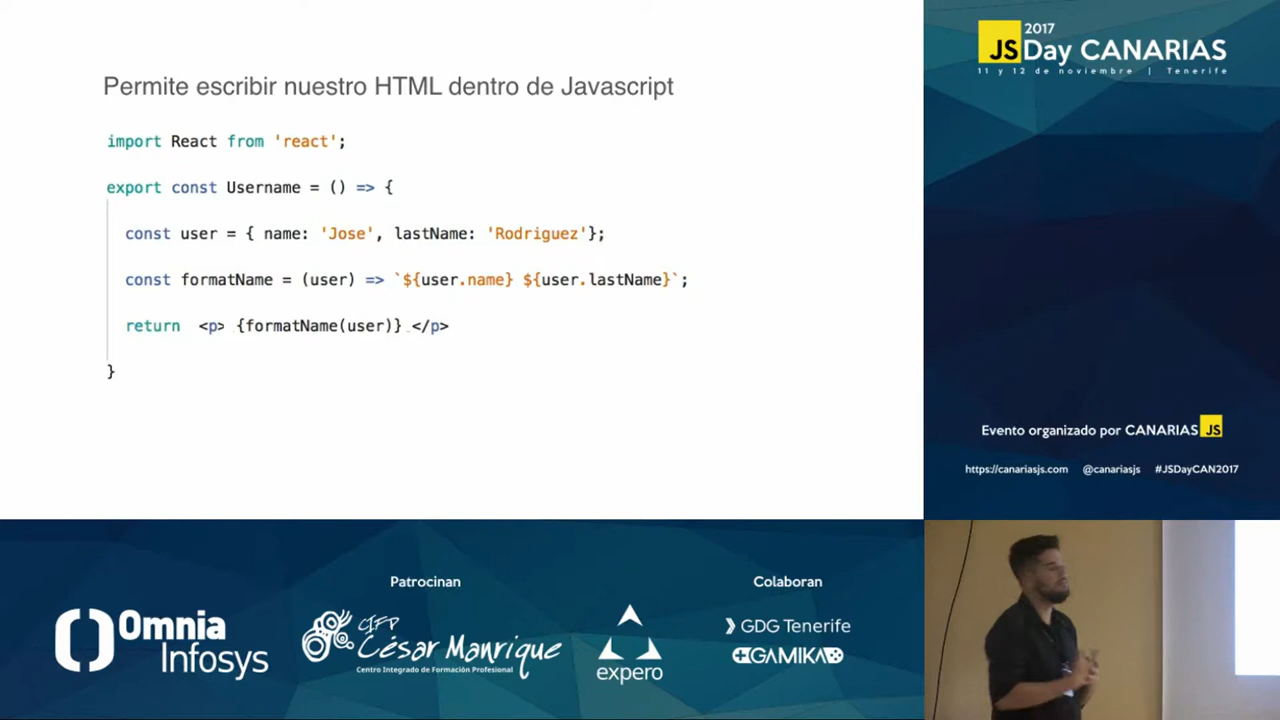 Permite escribir nuestro HTML dentro de Javascript
import React from 'react';
export const Username = () => {
const user = { name: 'Jose', lastName: 'Rodriguez'};
const formatName = (user) => `${user.name} ${user.lastName}`;
return <p> {formatName(user)} </p>
}
2017
JSDay CANARIAS
11 y 12 de noviembre | Tenerife
Evento organizado por CANARIAS JS
https://canariasjs.com @canariasjs #JSDayCAN2017
Patrocinan
Omnia
Infosys
CIFP
César Manrique
Centro Integrado de Formación Profesional
expero
Colaboran
GDG Tenerife
GAMIKA